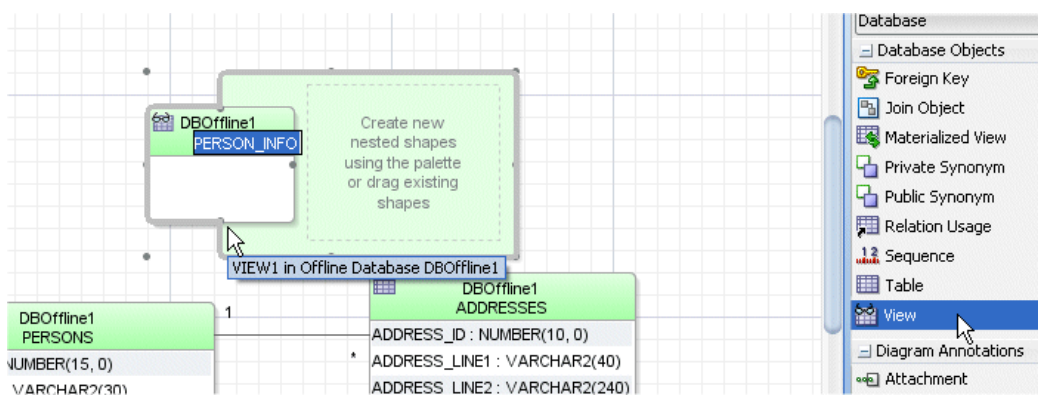 DBOffline1
PERSON_INFO
Create new
nested shapes
using the palette
or drag existing
shapes
VIEW1 in Offline Database DBOffline1
DBOffline1
PERSONS
NUMBER(15, 0)
VARCHAR2(30)
1
*
DBOffline1
ADDRESSES
ADDRESS_ID : NUMBER(10, 0)
ADDRESS_LINE1 : VARCHAR2(40)
ADDRESS_LINE2 : VARCHAR2(240)
Database
Database Objects
Foreign Key
Join Object
Materialized View
Private Synonym
Public Synonym
Relation Usage
Sequence
Table
View
Diagram Annotations
Attachment